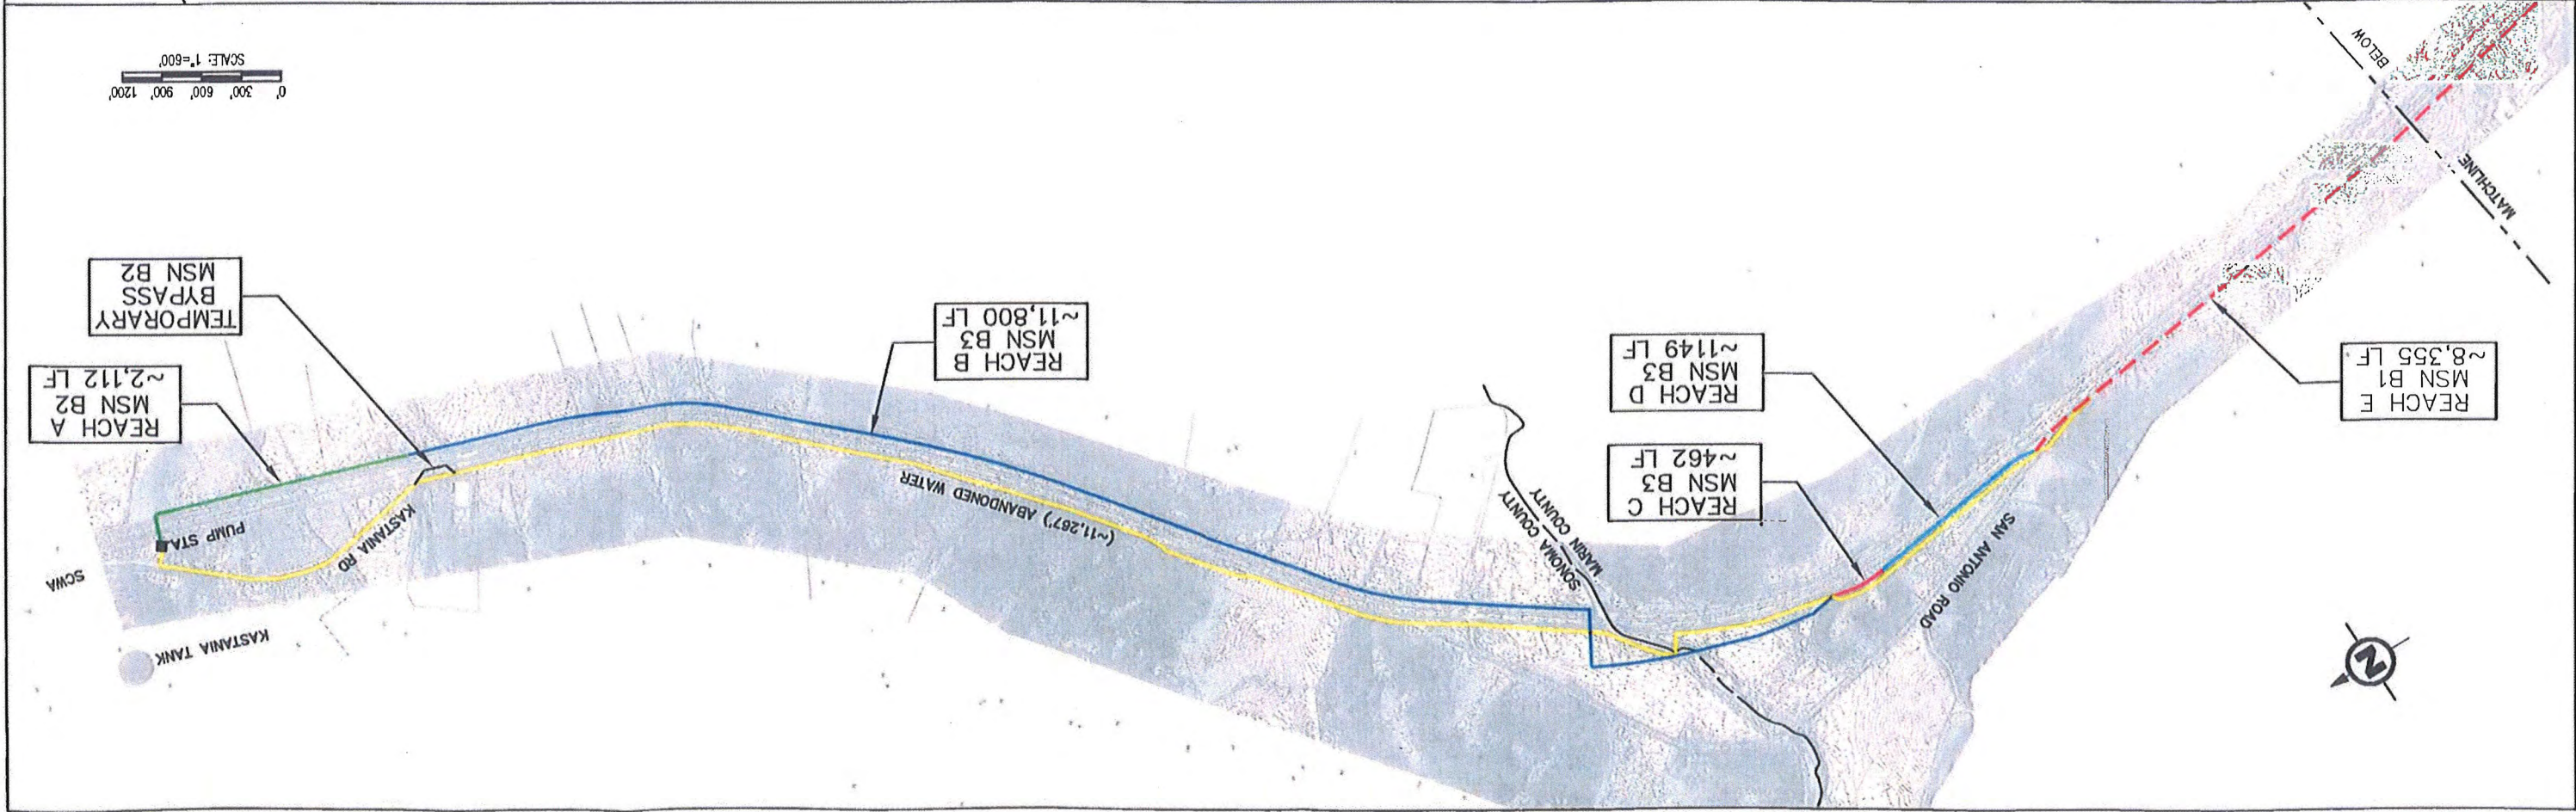 REACH E
MSN B1
~8,355 LF
MATCHLINE
BELOW
SAN ANTONIO ROAD
REACH C
MSN B3
~462 LF
REACH D
MSN B3
~1149 LF
MARIN COUNTY
SONOMA COUNTY
(~11,267') ABANDONED WATER
REACH B
MSN B3
~11,800 LF
KASTANIA TANK
SCWA
PUMP STA.
KASTANIA RD
REACH A
MSN B2
~2,112 LF
TEMPORARY
BYPASS
MSN B2
0' 300' 600' 900' 1200'
SCALE: 1"=600'
N